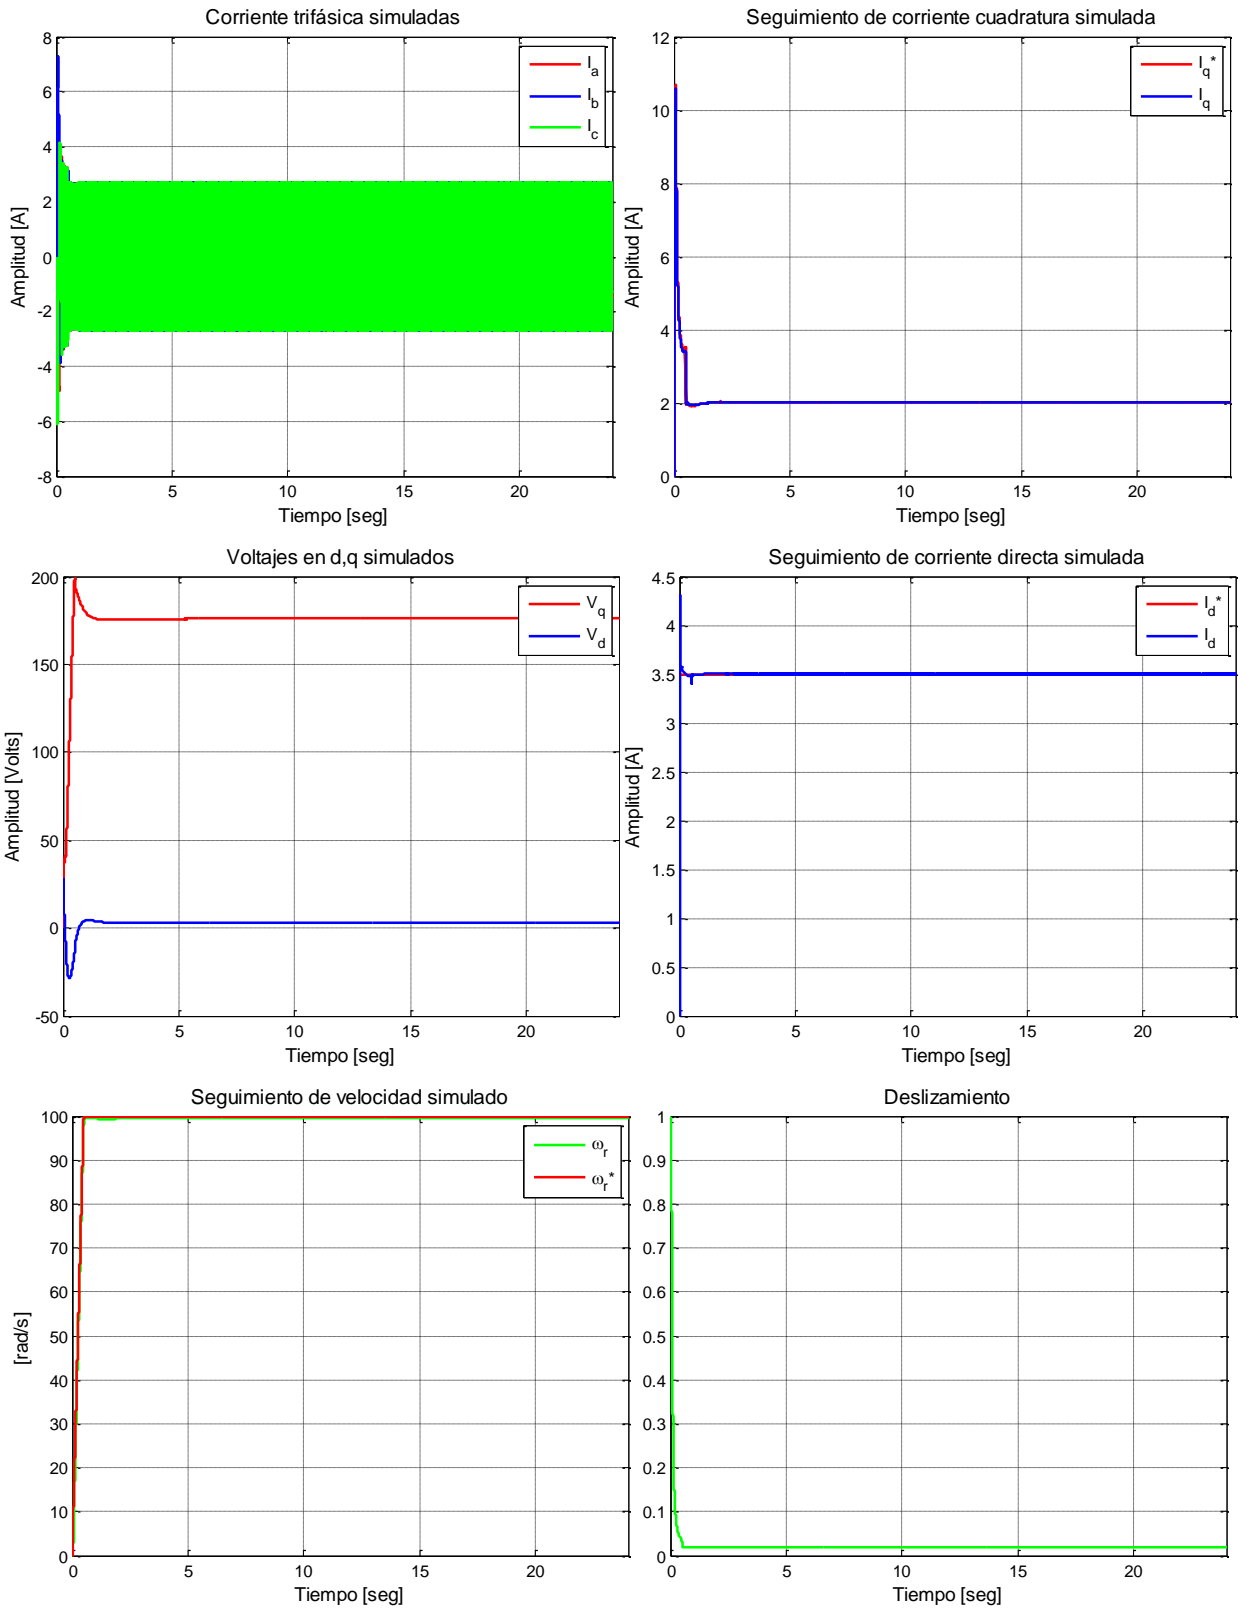 Corriente trifásica simuladas
8
6
4
2
0
-2
-4
-6
-8
Amplitud [A]
I_a
I_b
I_c
0 5 10 15 20
Tiempo [seg]
Seguimiento de corriente cuadratura simulada
12
10
8
6
4
2
0
Amplitud [A]
I_q*
I_q
0 5 10 15 20
Tiempo [seg]
Voltajes en d,q simulados
200
150
100
50
0
-50
Amplitud [Volts]
V_q
V_d
0 5 10 15 20
Tiempo [seg]
Seguimiento de corriente directa simulada
4.5
4
3.5
3
2.5
2
1.5
1
0.5
0
Amplitud [A]
I_d*
I_d
0 5 10 15 20
Tiempo [seg]
Seguimiento de velocidad simulado
100
90
80
70
60
50
40
30
20
10
0
[rad/s]
ω_r
ω_r*
0 5 10 15 20
Tiempo [seg]
Deslizamiento
1
0.9
0.8
0.7
0.6
0.5
0.4
0.3
0.2
0.1
0
0 5 10 15 20
Tiempo [seg]